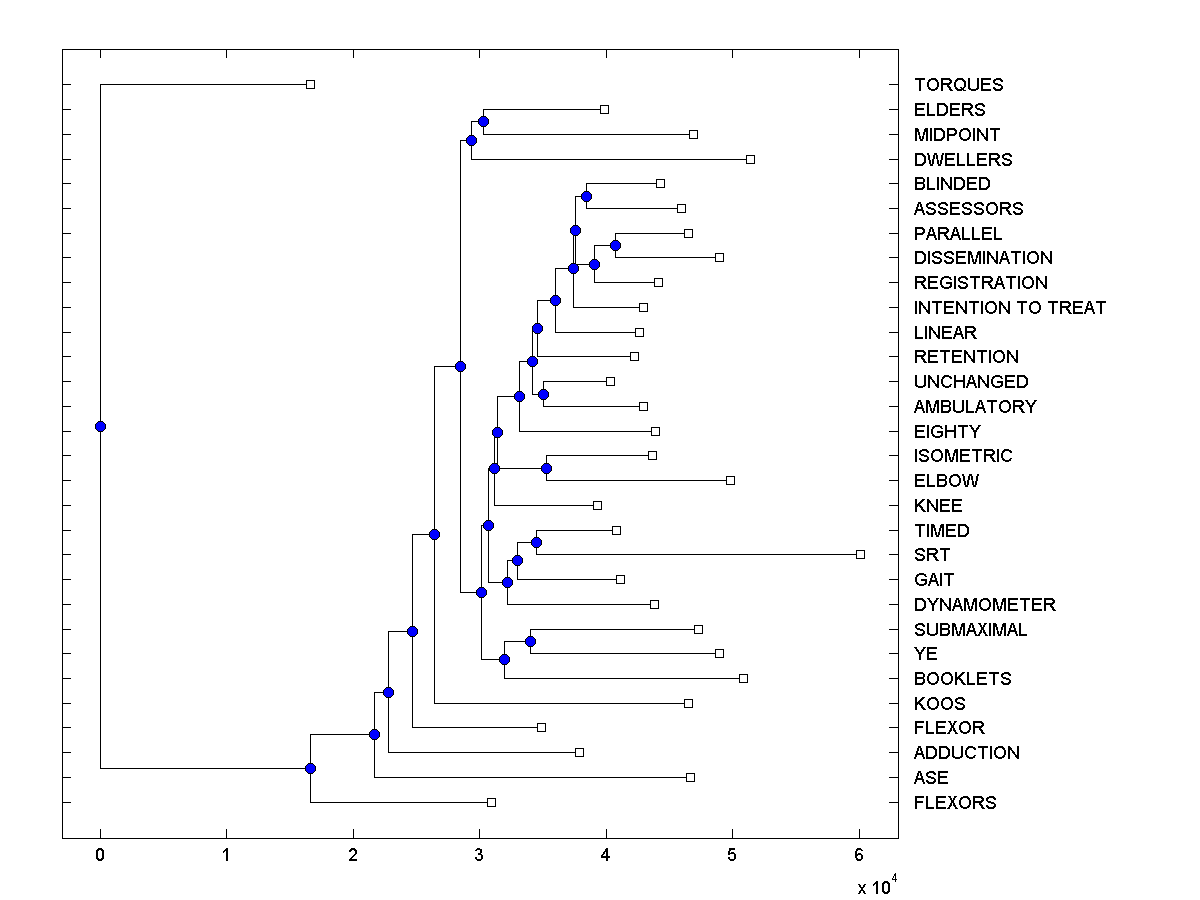 TORQUES
ELDERS
MIDPOINT
DWELLERS
BLINDED
ASSESSORS
PARALLEL
DISSEMINATION
REGISTRATION
INTENTION TO TREAT
LINEAR
RETENTION
UNCHANGED
AMBULATORY
EIGHTY
ISOMETRIC
ELBOW
KNEE
TIMED
SRT
GAIT
DYNAMOMETER
SUBMAXIMAL
YE
BOOKLETS
KOOS
FLEXOR
ADDUCTION
ASE
FLEXORS
0 1 2 3 4 5 6
x 10^4